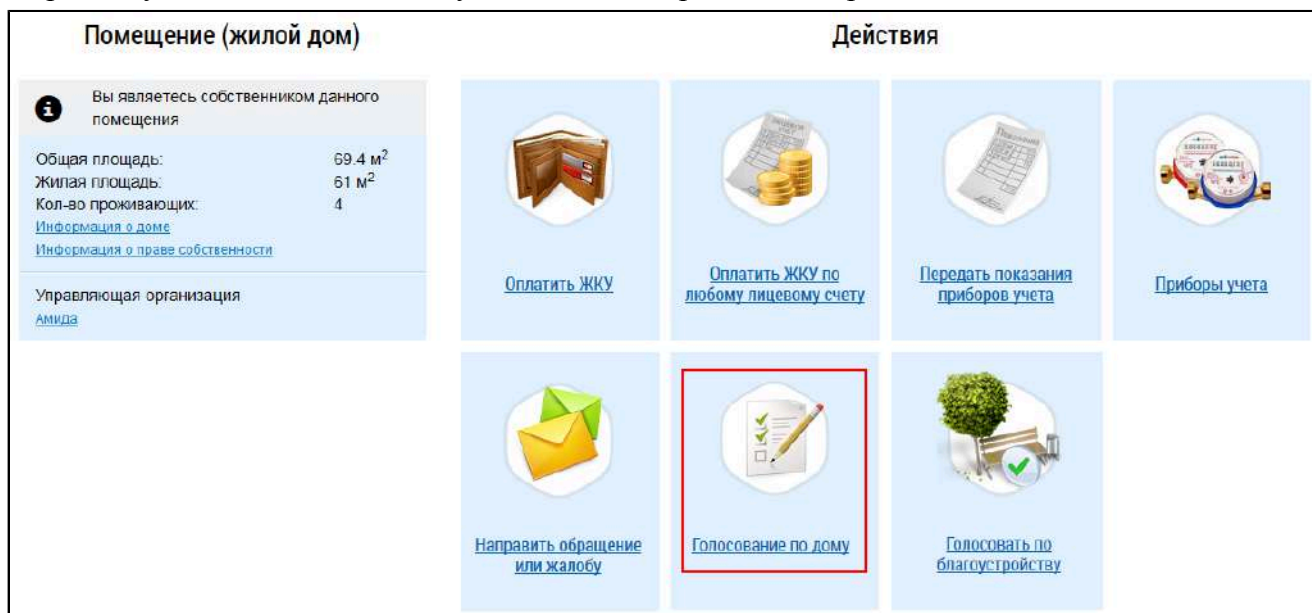 Помещение (жилой дом)
Действия
Вы являетесь собственником данного
помещения
Общая площадь: 69.4 м²
Жилая площадь: 61 м²
Кол-во проживающих: 4
Информация о доме
Информация о праве собственности
Управляющая организация
Амида
Оплатить ЖКУ
Оплатить ЖКУ по
любому лицевому счету
Передать показания
приборов учета
Приборы учета
Направить обращение
или жалобу
Голосование по дому
Голосовать по
благоустройству